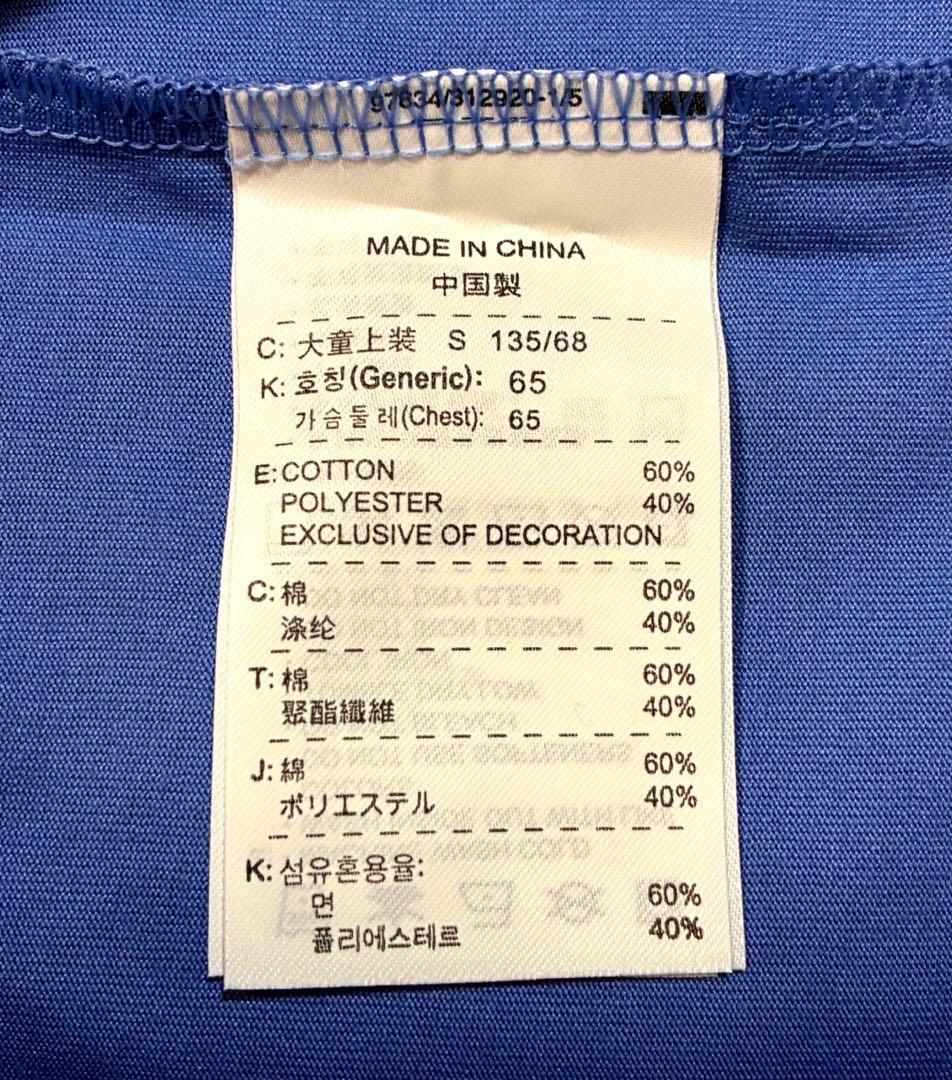 97834/312920-1/5
MADE IN CHINA
中国製
C: 大童上装 S 135/68
K: 호칭(Generic): 65
가슴둘레(Chest): 65
E: COTTON 60%
POLYESTER 40%
EXCLUSIVE OF DECORATION
C: 棉 60%
涤纶 40%
T: 棉 60%
聚酯纖維 40%
J: 綿 60%
ポリエステル 40%
K: 섬유혼용율:
면 60%
폴리에스테르 40%